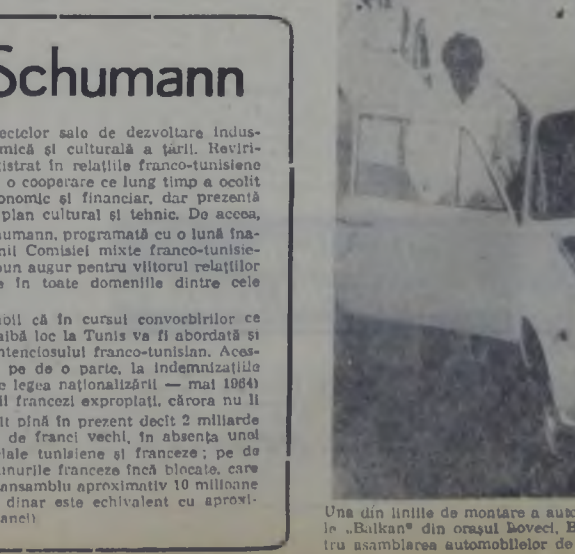 Schumann
ectelor sale de dezvoltare indus-
mică și culturală a țării. Reviri-
istrat în relațiile franco-tunisiene
o cooperare ce lung timp a ocolit
onomic și financiar, dar prezentă
plan cultural și tehnic. De aceea,
humann, programată cu o lună îna-
nii Comisiei mixte franco-tunisie-
bun augur pentru viitorul relațiilor
e în toate domeniile dintre cele
bil că în cursul convorbirilor ce
aibă loc la Tunis va fi abordată și
ntenciosului franco-tunisian. Aces-
pe de o parte, la indemnizațiile
e legea naționalizării — mai 1964)
ii francezi expropiați, cărora nu li
it pînă în prezent decît 2 miliarde
de franci vechi, în absența unei
iale tunisiene și franceze; pe de
unurile franceze încă blocate, care
ansamblu aproximativ 10 milioane
dinar este echivalent cu aproxi-
anci)
Una din liniile de montare a auto
le „Balkan" din orașul Loveci, B
tru asamblarea automobilelor de